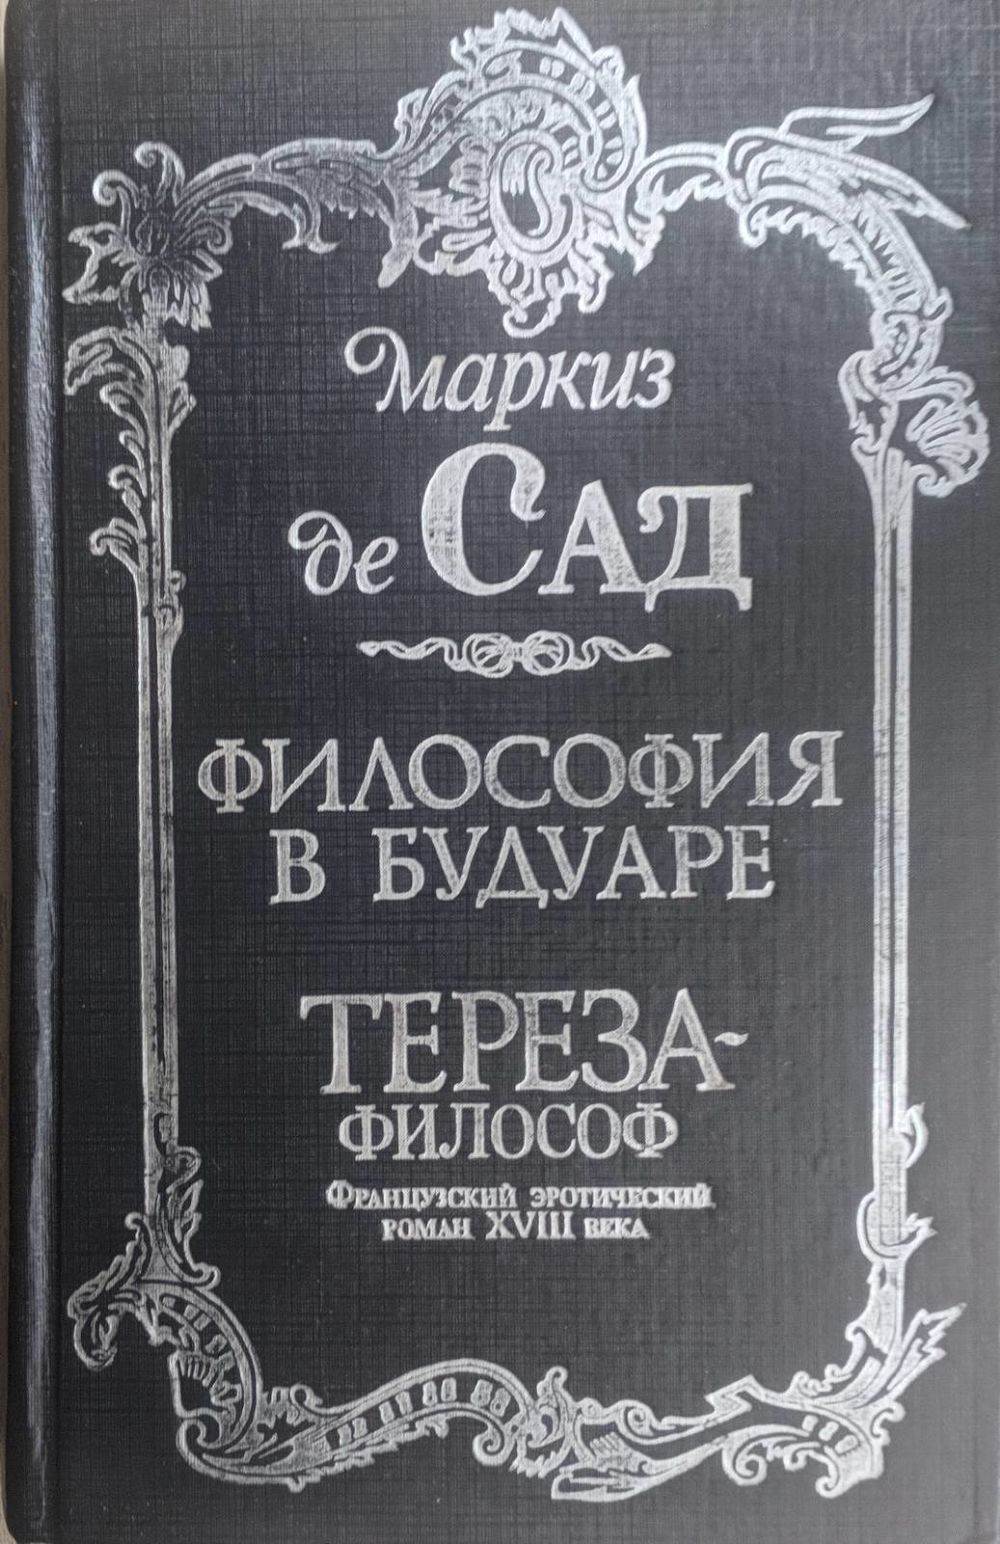 Маркиз
де САД
ФИЛОСОФИЯ
В БУДУАРЕ
ТЕРЕЗА-
ФИЛОСОФ
ФРАНЦУЗСКИЙ ЭРОТИЧЕСКИЙ
РОМАН XVIII ВЕКА